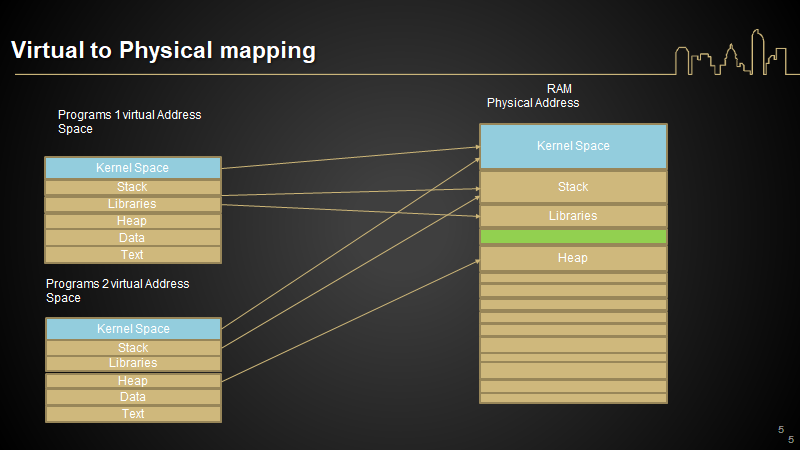 Virtual to Physical mapping
RAM
Physical Address
Programs 1 virtual Address
Space
Kernel Space
Stack
Libraries
Heap
Data
Text
Programs 2 virtual Address
Space
Kernel Space
Stack
Libraries
Heap
Data
Text
Kernel Space
Stack
Libraries
Heap
5
5